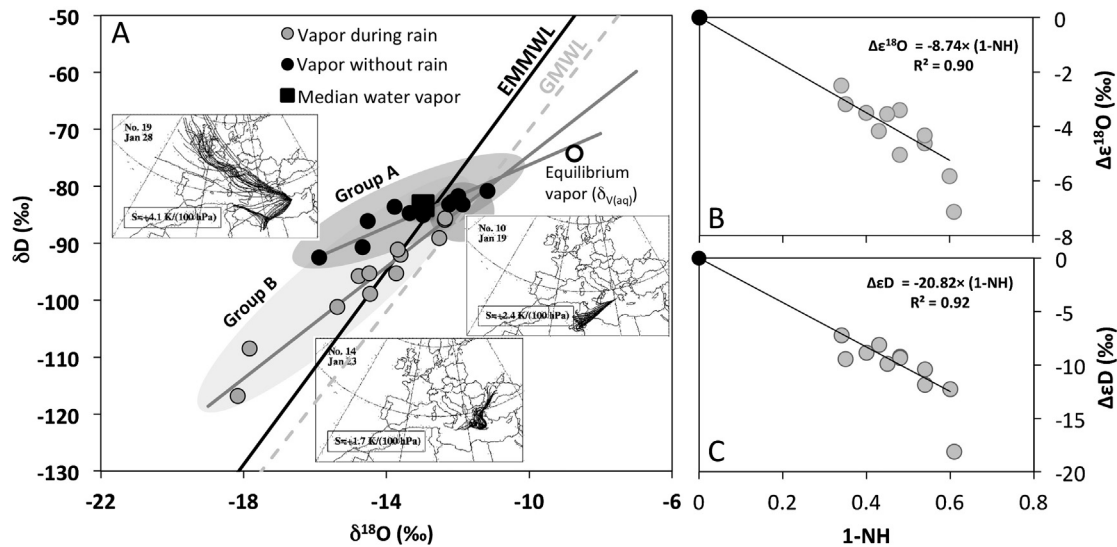 A
Vapor during rain
Vapor without rain
Median water vapor
EMMWL
GMWL
No. 19
Jan 28
S=+4.1 K/(100 hPa)
Group A
Group B
Equilibrium
vapor (δV(aq))
No. 10
Jan 19
S=+2.4 K/(100 hPa)
No. 14
Jan 13
S=+1.7 K/(100 hPa)
-50
-60
-70
-80
-90
-100
-110
-120
-130
δD (‰)
-22
-18
-14
-10
-6
δ18O (‰)
B
Δε18O = -8.74× (1-NH)
R² = 0.90
0
-2
-4
-6
-8
Δε18O (‰)
C
ΔεD = -20.82× (1-NH)
R² = 0.92
0
-5
-10
-15
-20
ΔεD (‰)
0
0.2
0.4
0.6
0.8
1-NH